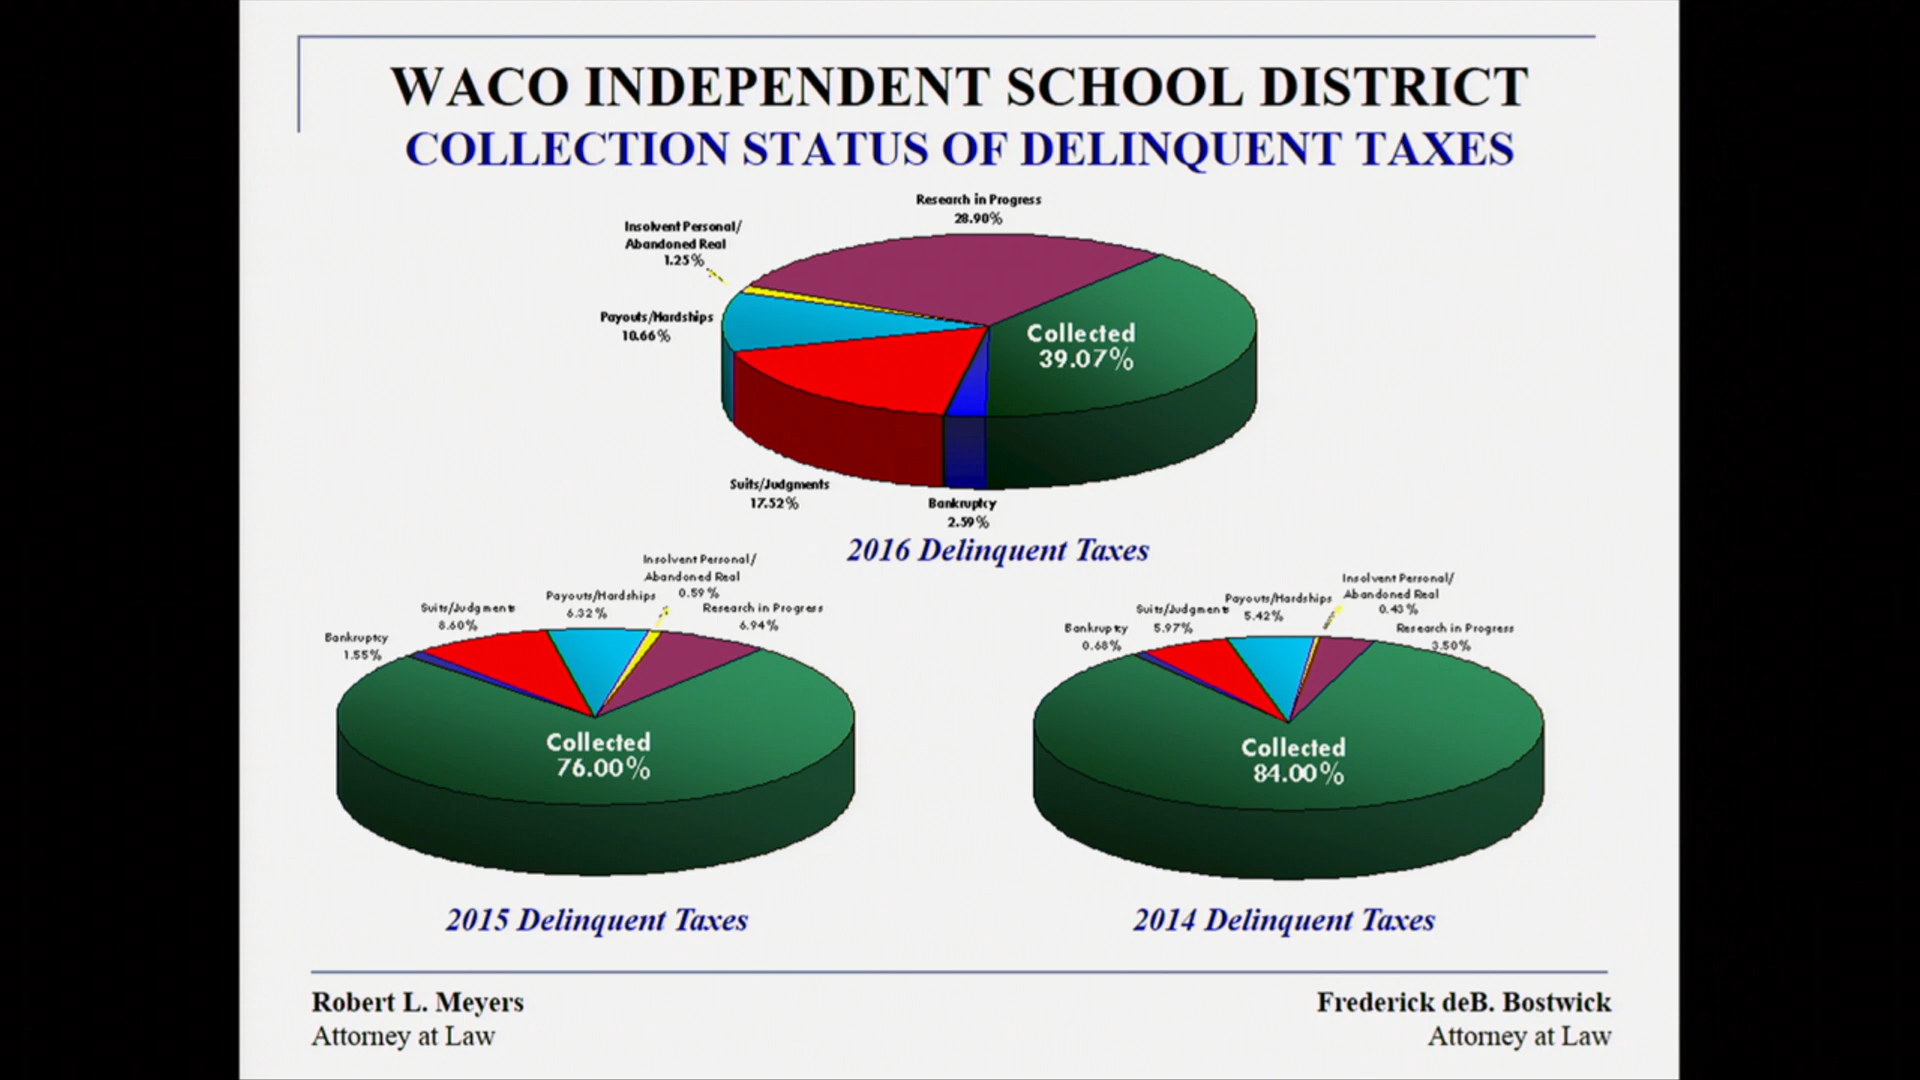 WACO INDEPENDENT SCHOOL DISTRICT
COLLECTION STATUS OF DELINQUENT TAXES
Research in Progress
28.90%
Insolvent Personal/
Abandoned Real
1.25%
Payouts/Hardships
10.66%
Collected
39.07%
Suits/Judgments
17.52%
Bankruptcy
2.59%
2016 Delinquent Taxes
Insolvent Personal/
Abandoned Real
0.59%
Payouts/Hardships
6.32%
Suits/Judgments
8.60%
Research in Progress
6.94%
Bankruptcy
1.55%
Collected
76.00%
2015 Delinquent Taxes
Insolvent Personal/
Abandoned Real
0.43%
Payouts/Hardships
5.42%
Suits/Judgments
5.97%
Research in Progress
3.50%
Bankruptcy
0.68%
Collected
84.00%
2014 Delinquent Taxes
Robert L. Meyers
Attorney at Law
Frederick deB. Bostwick
Attorney at Law